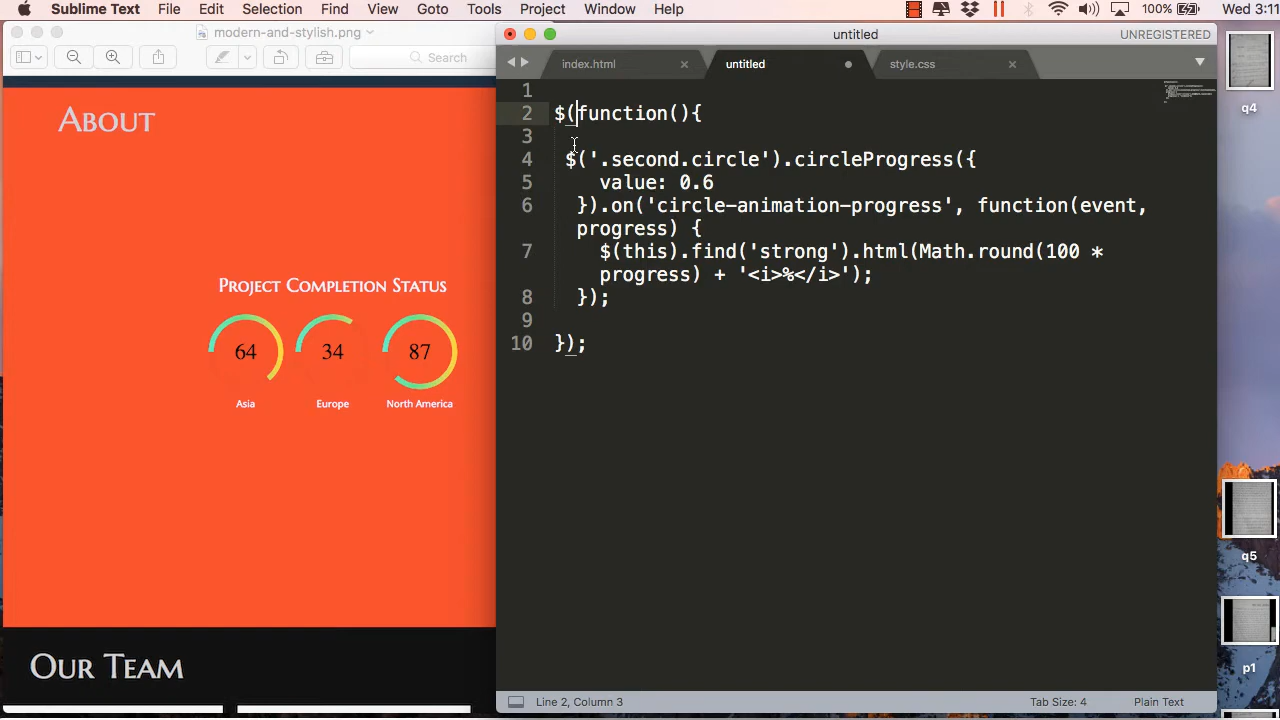 Sublime Text File Edit Selection Find View Goto Tools Project Window Help 100% Wed 3:11
modern-and-stylish.png
Search
About
Project Completion Status
64 34 87
Asia Europe North America
Our Team
untitled UNREGISTERED
index.html untitled style.css
1
2 $(function(){
3
4 $('.second.circle').circleProgress({
5 value: 0.6
6 }).on('circle-animation-progress', function(event,
progress) {
7 $(this).find('strong').html(Math.round(100 *
progress) + '<i>%</i>');
8 });
9
10 });
Line 2, Column 3 Tab Size: 4 Plain Text
q4
q5
p1